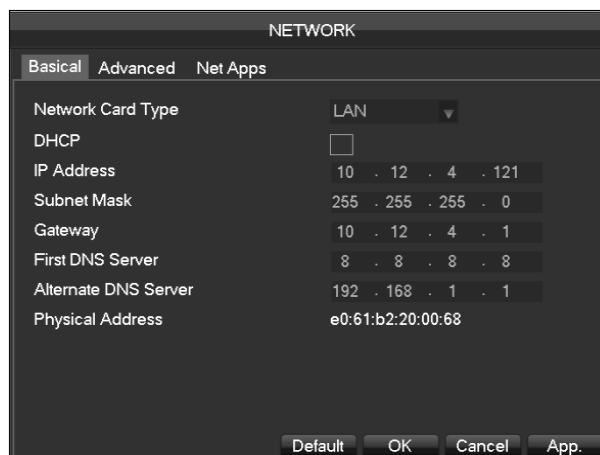 NETWORK
Basical Advanced Net Apps
Network Card Type LAN
DHCP
IP Address 10 . 12 . 4 . 121
Subnet Mask 255 . 255 . 255 . 0
Gateway 10 . 12 . 4 . 1
First DNS Server 8 . 8 . 8 . 8
Alternate DNS Server 192 . 168 . 1 . 1
Physical Address e0:61:b2:20:00:68
Default OK Cancel App.